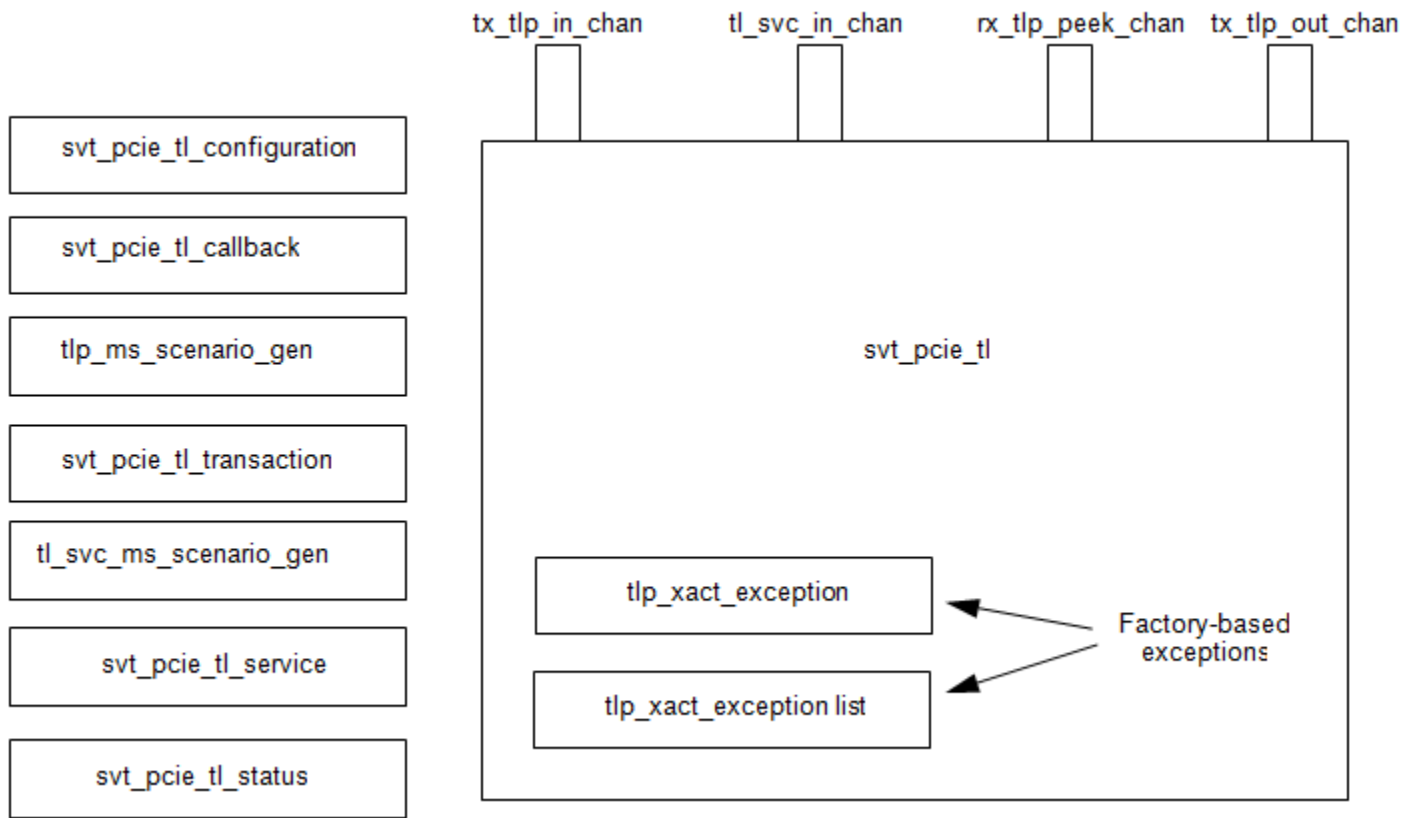 tx_tlp_in_chan
tl_svc_in_chan
rx_tlp_peek_chan
tx_tlp_out_chan
svt_pcie_tl_configuration
svt_pcie_tl_callback
tlp_ms_scenario_gen
svt_pcie_tl_transaction
tl_svc_ms_scenario_gen
svt_pcie_tl_service
svt_pcie_tl_status
svt_pcie_tl
tlp_xact_exception
tlp_xact_exception list
Factory-based
exceptions